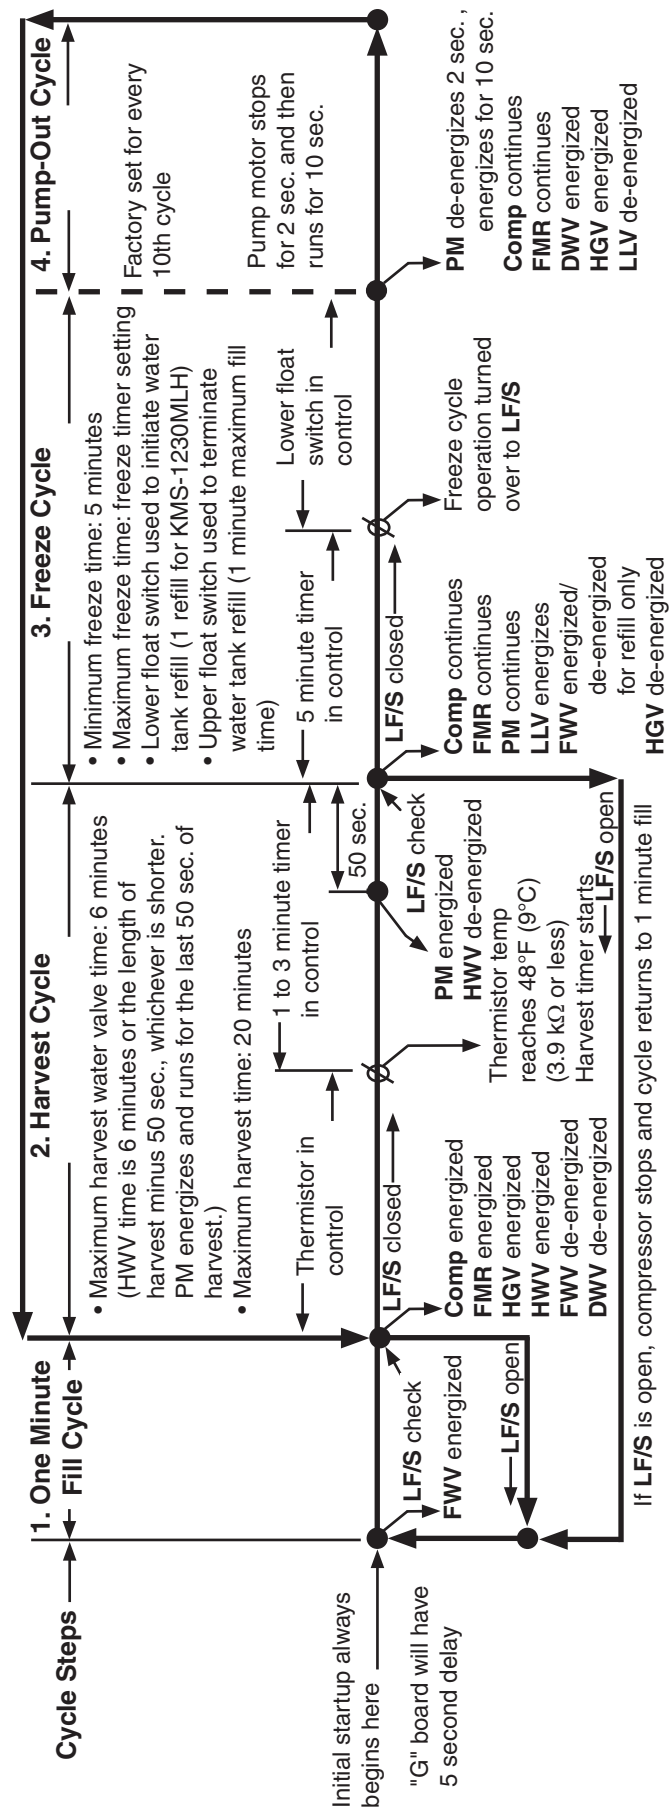 Cycle Steps
1. One Minute
Fill Cycle
2. Harvest Cycle
3. Freeze Cycle
4. Pump-Out Cycle
• Maximum harvest water valve time: 6 minutes
(HWV time is 6 minutes or the length of
harvest minus 50 sec., whichever is shorter.
PM energizes and runs for the last 50 sec. of
harvest.)
• Maximum harvest time: 20 minutes
• Minimum freeze time: 5 minutes
• Maximum freeze time: freeze timer setting
• Lower float switch used to initiate water
tank refill (1 refill for KMS-1230MLH)
• Upper float switch used to terminate
water tank refill (1 minute maximum fill
time)
Factory set for every
10th cycle
Pump motor stops
for 2 sec. and then
runs for 10 sec.
Thermistor in
control
1 to 3 minute timer
in control
50 sec.
5 minute timer
in control
Lower float
switch in
control
Initial startup always
begins here
"G" board will have
5 second delay
LF/S check
FWV energized
LF/S open
LF/S closed
Comp energized
FMR energized
HGV energized
HWV energized
FWV de-energized
DWV de-energized
Thermistor temp
reaches 48°F (9°C)
(3.9 kΩ or less)
Harvest timer starts
PM energized
HWV de-energized
LF/S check
LF/S open
LF/S closed
Comp continues
FMR continues
PM continues
LLV energizes
FWV energized/
de-energized
for refill only
HGV de-energized
Freeze cycle
operation turned
over to LF/S
PM de-energizes 2 sec. ,
energizes for 10 sec.
Comp continues
FMR continues
DWV energized
HGV energized
LLV de-energized
If LF/S is open, compressor stops and cycle returns to 1 minute fill